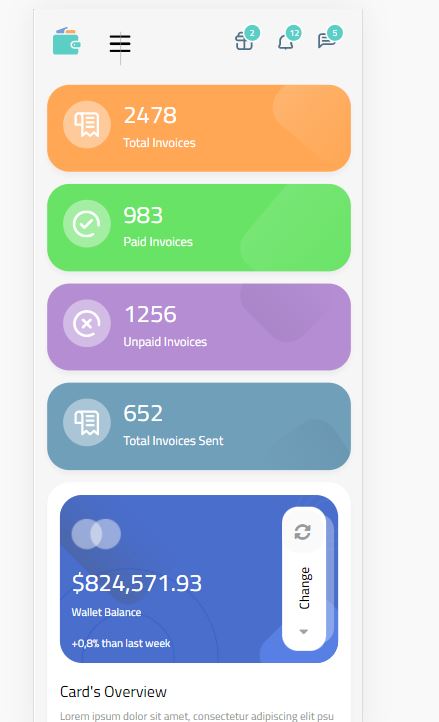 2
12
5
2478
Total Invoices
983
Paid Invoices
1256
Unpaid Invoices
652
Total Invoices Sent
$824,571.93
Wallet Balance
+0,8% than last week
Change
Card's Overview
Lorem ipsum dolor sit amet, consectetur adipiscing elit psu